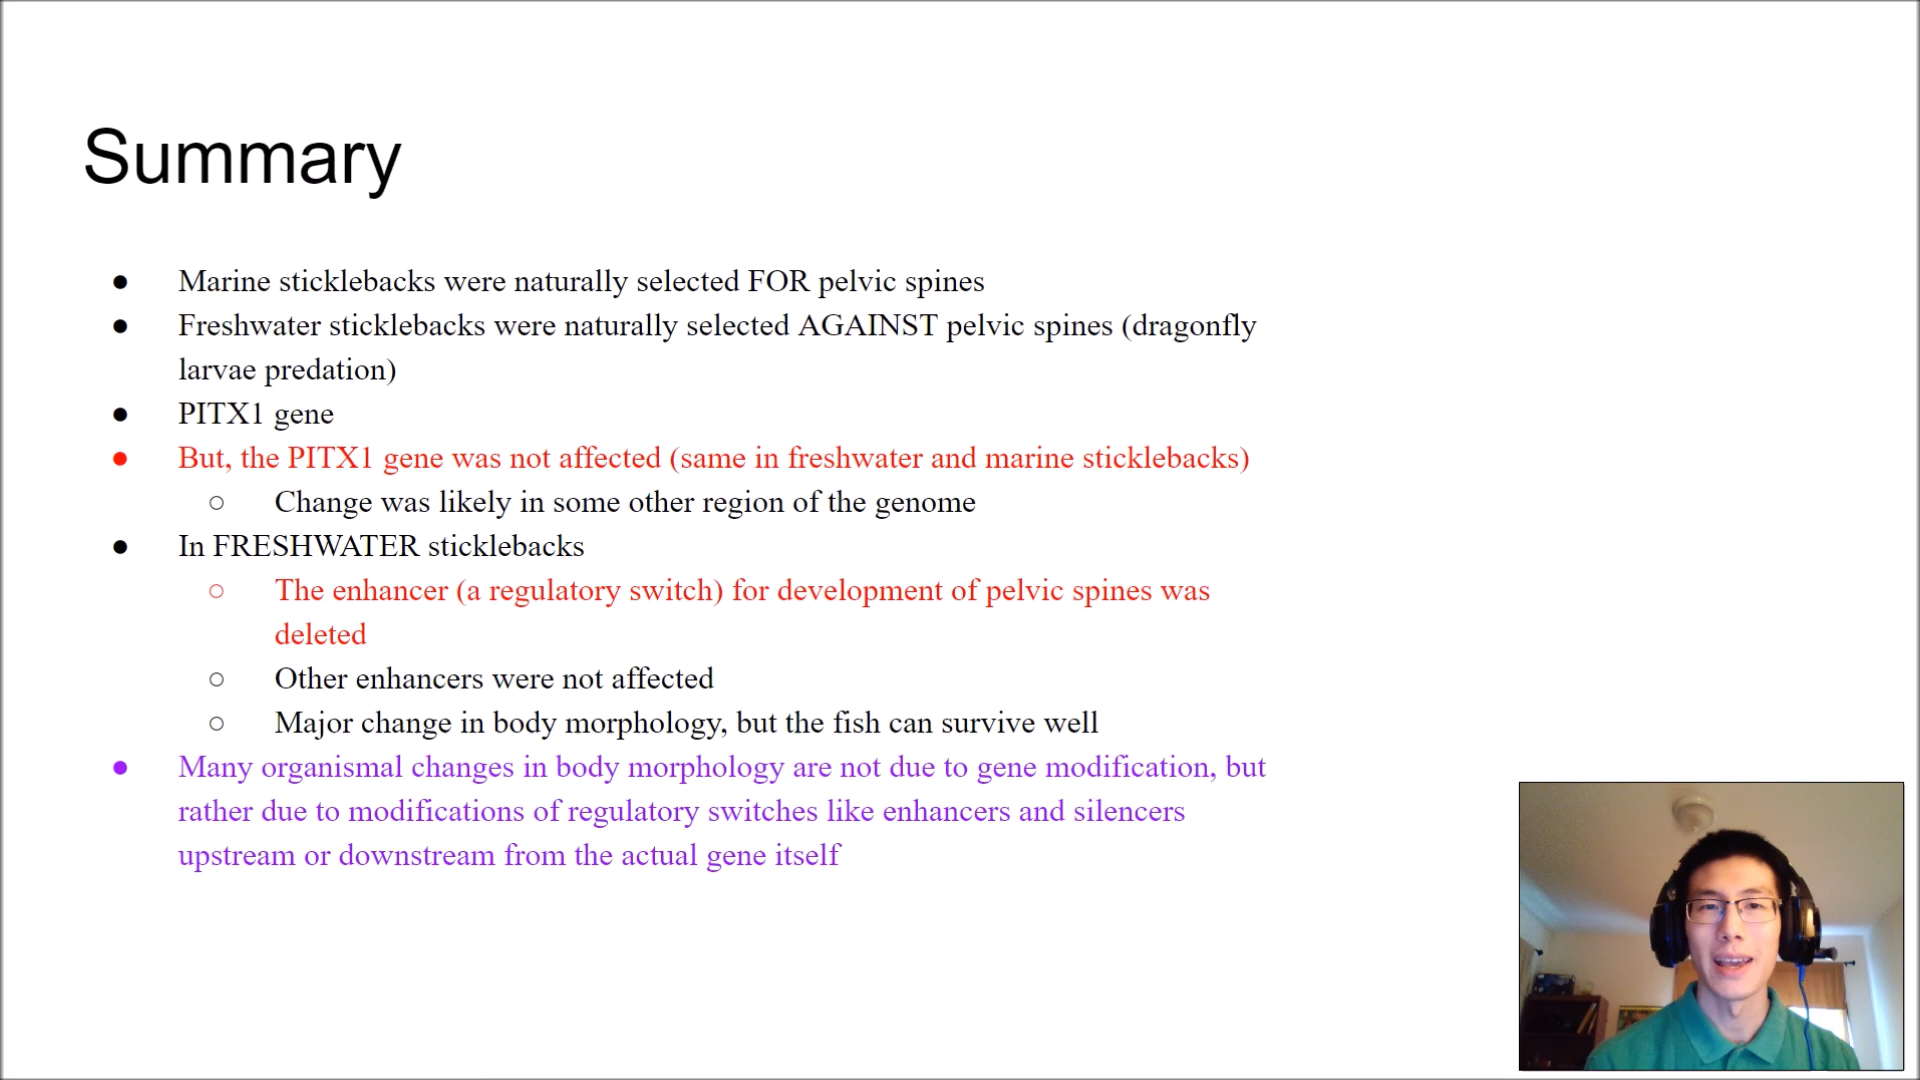 Summary
● Marine sticklebacks were naturally selected FOR pelvic spines
● Freshwater sticklebacks were naturally selected AGAINST pelvic spines (dragonfly
larvae predation)
● PITX1 gene
● But, the PITX1 gene was not affected (same in freshwater and marine sticklebacks)
○ Change was likely in some other region of the genome
● In FRESHWATER sticklebacks
○ The enhancer (a regulatory switch) for development of pelvic spines was
deleted
○ Other enhancers were not affected
○ Major change in body morphology, but the fish can survive well
● Many organismal changes in body morphology are not due to gene modification, but
rather due to modifications of regulatory switches like enhancers and silencers
upstream or downstream from the actual gene itself